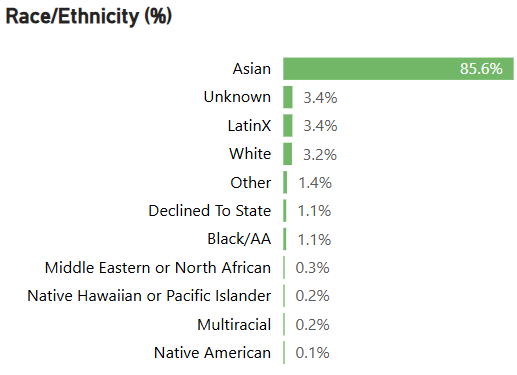 Race/Ethnicity (%)
Asian 85.6%
Unknown 3.4%
LatinX 3.4%
White 3.2%
Other 1.4%
Declined To State 1.1%
Black/AA 1.1%
Middle Eastern or North African 0.3%
Native Hawaiian or Pacific Islander 0.2%
Multiracial 0.2%
Native American 0.1%